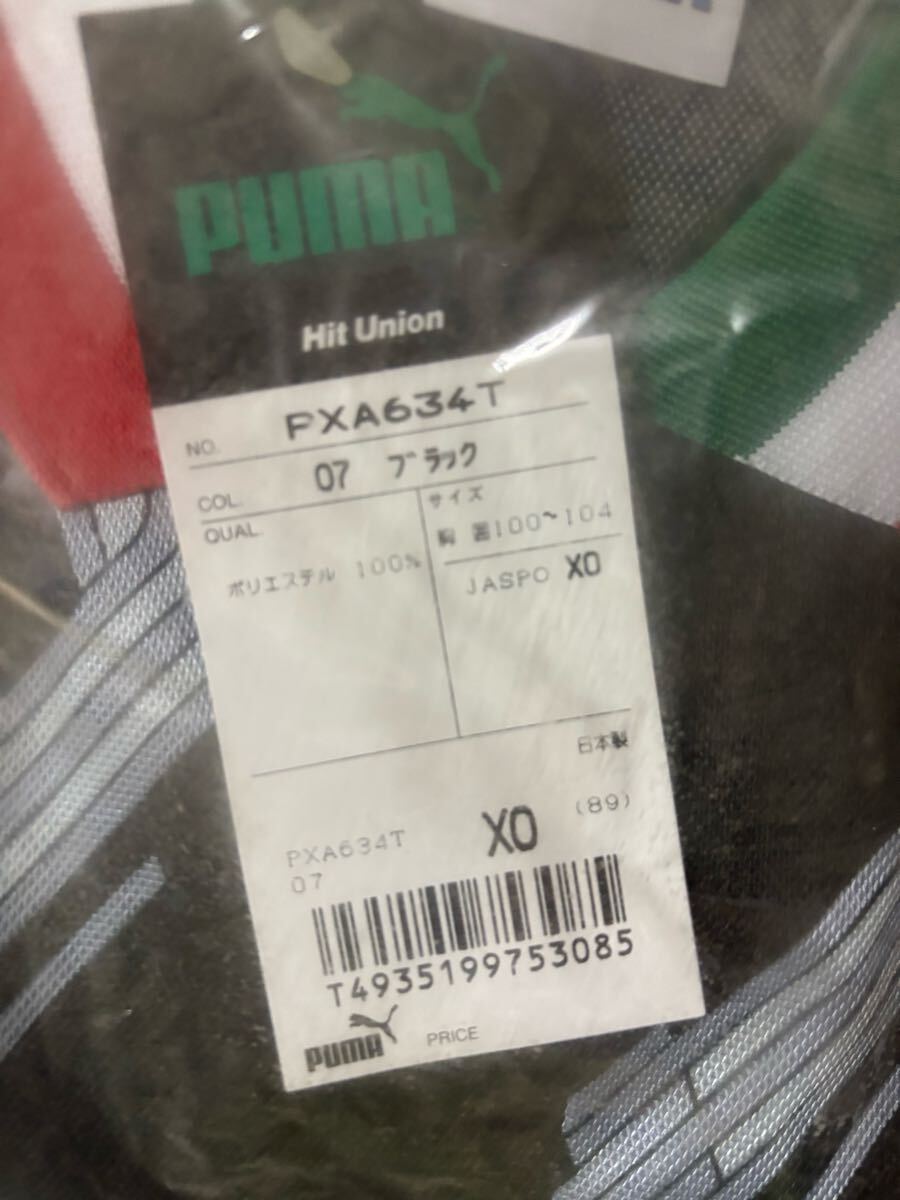 PUMA
Hit Union
NO. PXA634T
COL. 07 ブラック
QUAL.
ポリエステル 100%
サイズ
胸 囲100~104
JASPO XO
日本製
PXA634T XO (89)
07
T4935199753085
PUMA PRICE